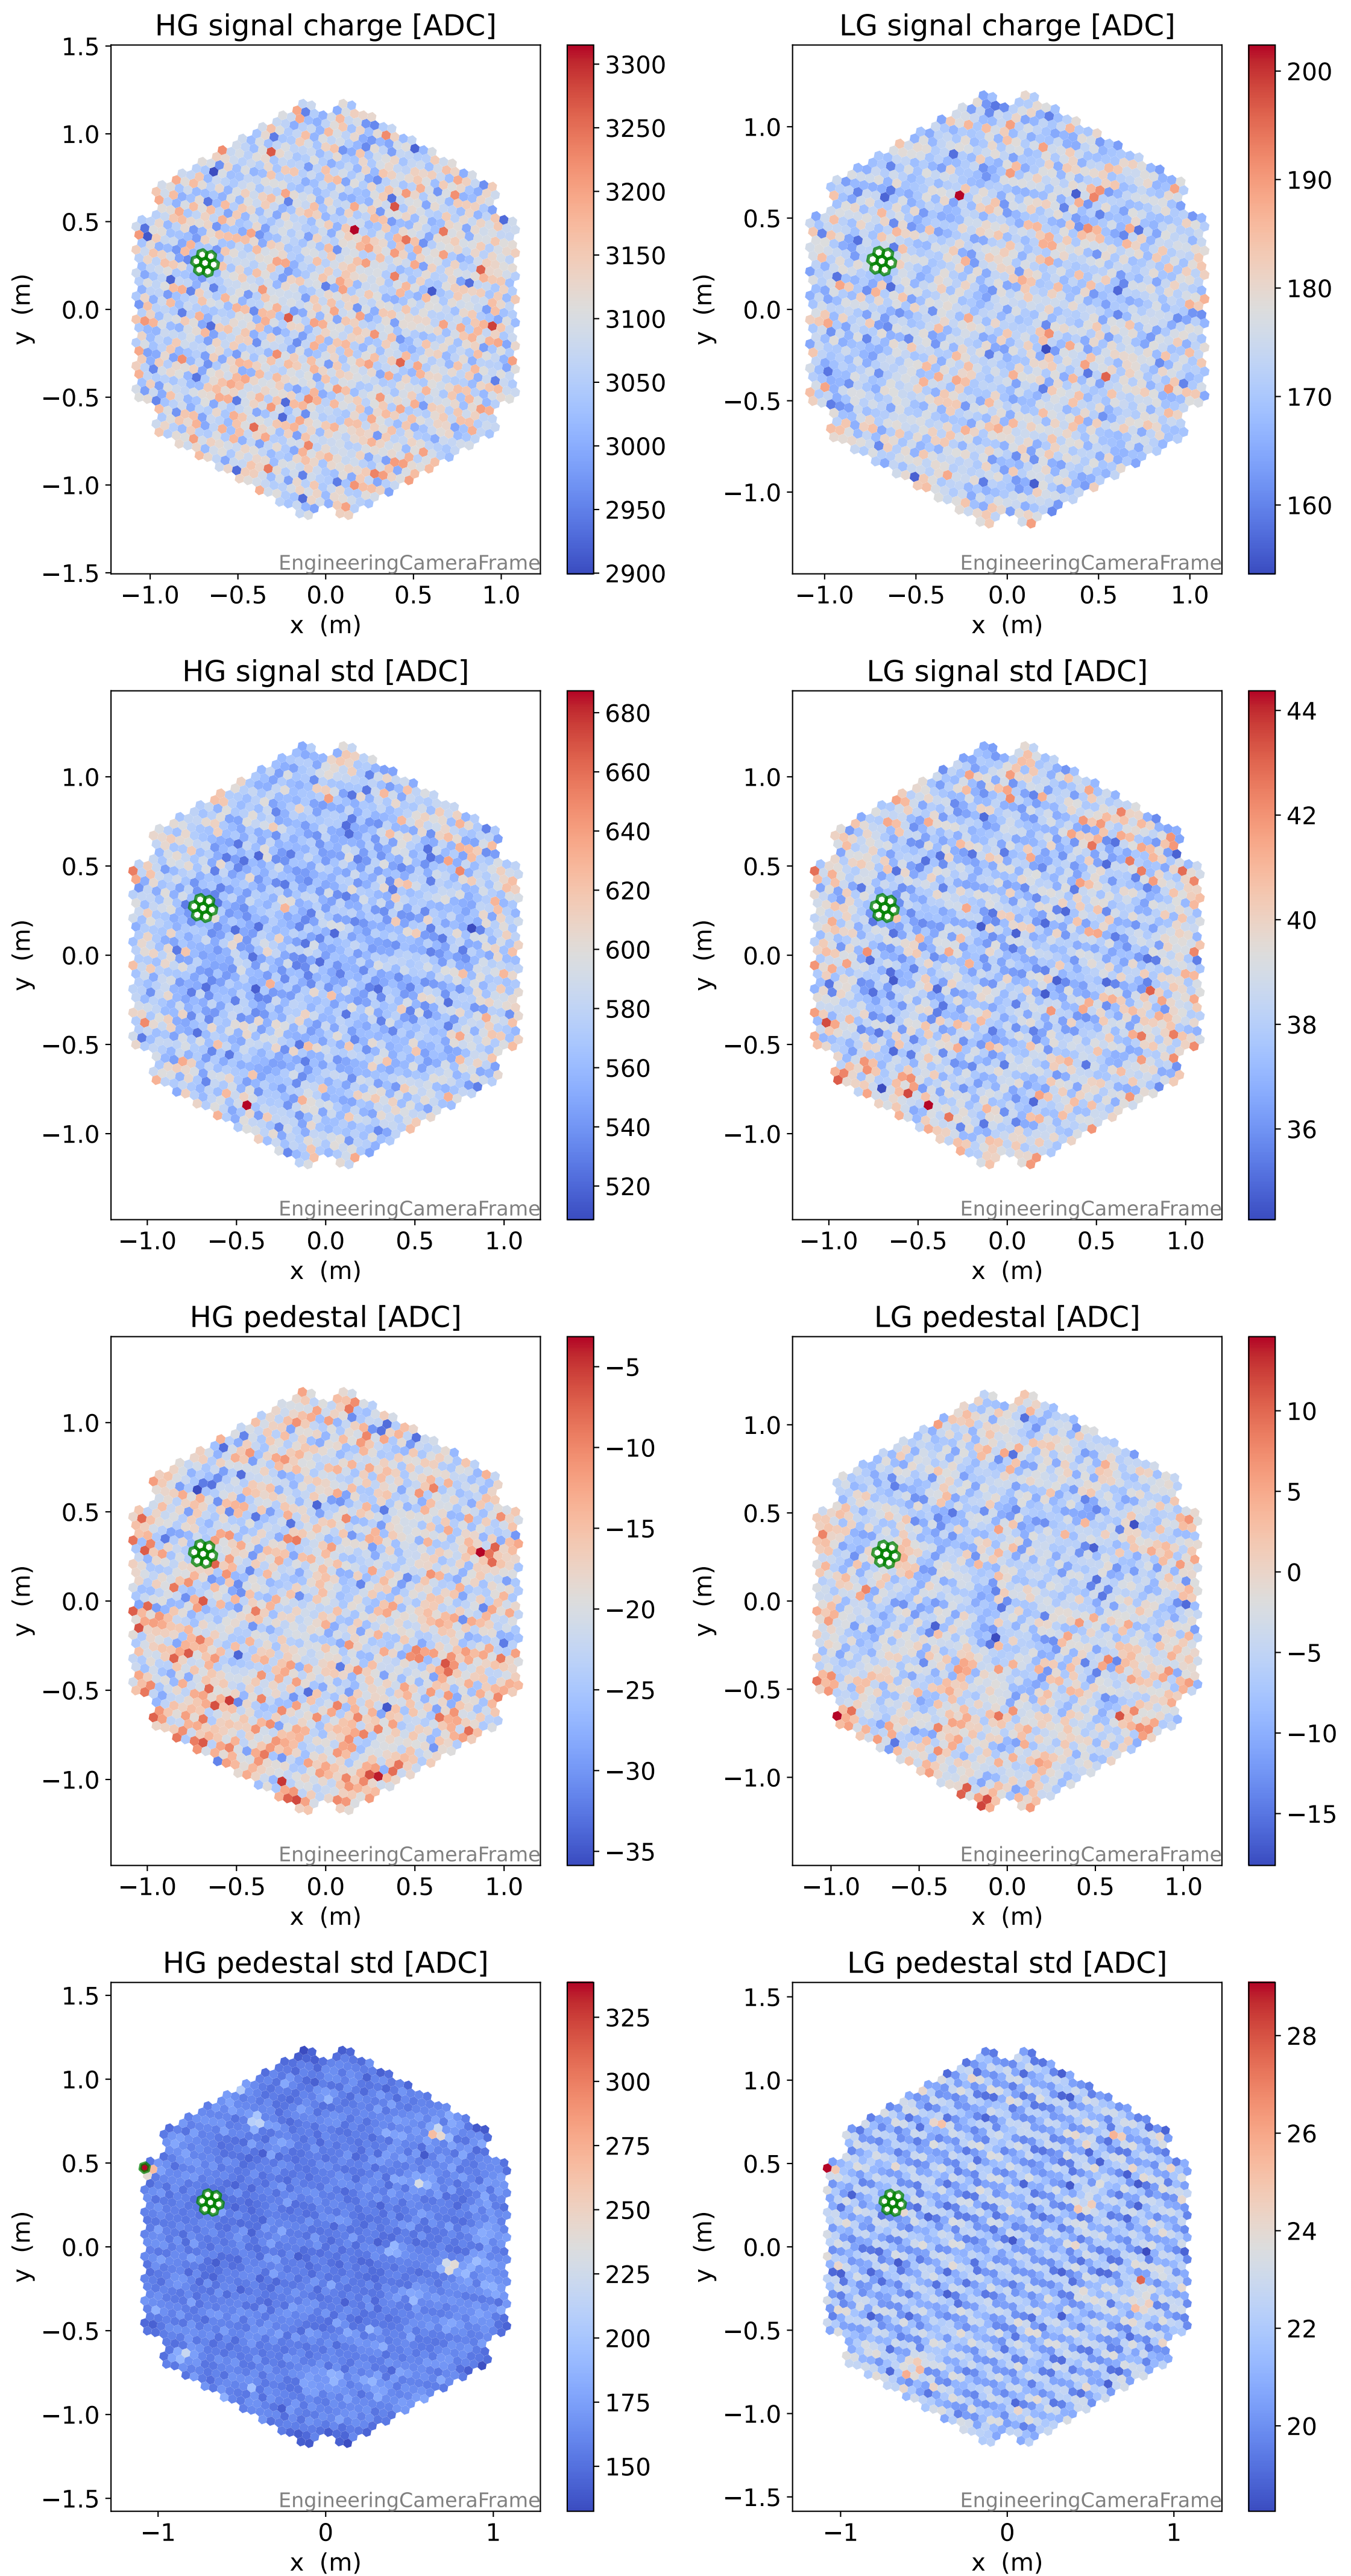 HG signal charge [ADC]
LG signal charge [ADC]
1.5
1.0
0.5
0.0
−0.5
−1.0
−1.5
y (m)
−1.0 −0.5 0.0 0.5 1.0
x (m)
EngineeringCameraFrame
3300
3250
3200
3150
3100
3050
3000
2950
2900
1.0
0.5
0.0
−0.5
−1.0
y (m)
−1.0 −0.5 0.0 0.5 1.0
x (m)
EngineeringCameraFrame
200
190
180
170
160
HG signal std [ADC]
LG signal std [ADC]
1.0
0.5
0.0
−0.5
−1.0
y (m)
−1.0 −0.5 0.0 0.5 1.0
x (m)
EngineeringCameraFrame
680
660
640
620
600
580
560
540
520
1.0
0.5
0.0
−0.5
−1.0
y (m)
−1.0 −0.5 0.0 0.5 1.0
x (m)
EngineeringCameraFrame
44
42
40
38
36
HG pedestal [ADC]
LG pedestal [ADC]
1.0
0.5
0.0
−0.5
−1.0
y (m)
−1.0 −0.5 0.0 0.5 1.0
x (m)
EngineeringCameraFrame
−5
−10
−15
−20
−25
−30
−35
1.0
0.5
0.0
−0.5
−1.0
y (m)
−1.0 −0.5 0.0 0.5 1.0
x (m)
EngineeringCameraFrame
10
5
0
−5
−10
−15
HG pedestal std [ADC]
LG pedestal std [ADC]
1.5
1.0
0.5
0.0
−0.5
−1.0
−1.5
y (m)
−1 0 1
x (m)
EngineeringCameraFrame
325
300
275
250
225
200
175
150
1.5
1.0
0.5
0.0
−0.5
−1.0
−1.5
y (m)
−1 0 1
x (m)
EngineeringCameraFrame
28
26
24
22
20